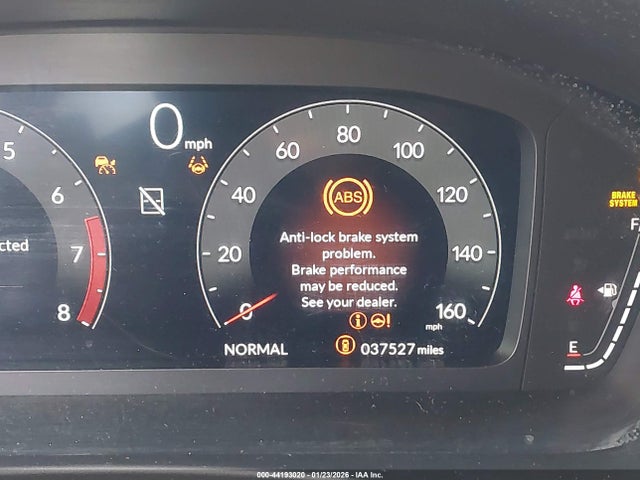 0 mph
5
6
7
8
cted
0
20
40
60
80
100
120
140
160
mph
ABS
Anti-lock brake system
problem.
Brake performance
may be reduced.
See your dealer.
NORMAL
037527 miles
BRAKE
SYSTEM
F
E
000-44193020 - 01/23/2026 - IAA Inc.